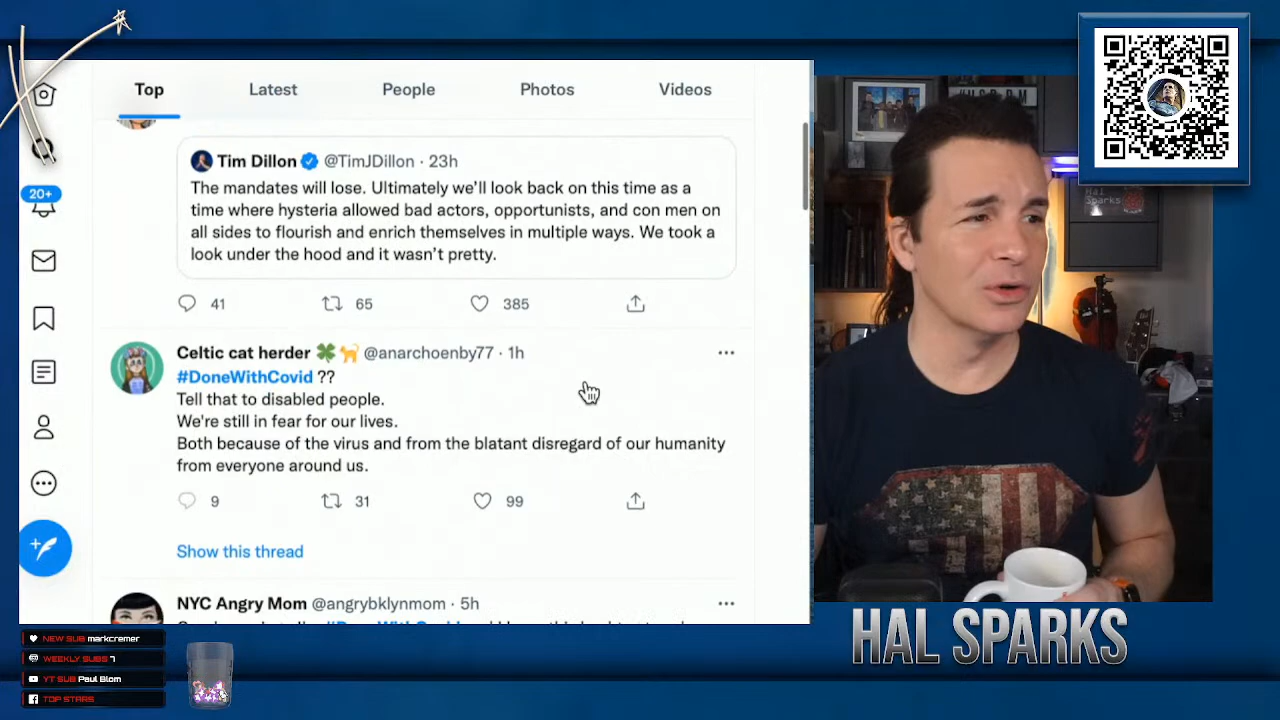 Top
Latest
People
Photos
Videos
Tim Dillon @TimJDillon · 23h
The mandates will lose. Ultimately we'll look back on this time as a
time where hysteria allowed bad actors, opportunists, and con men on
all sides to flourish and enrich themselves in multiple ways. We took a
look under the hood and it wasn't pretty.
41
65
385
Celtic cat herder 🍀🐈 @anarchoenby77 · 1h
#DoneWithCovid ??
Tell that to disabled people.
We're still in fear for our lives.
Both because of the virus and from the blatant disregard of our humanity
from everyone around us.
9
31
99
Show this thread
NYC Angry Mom @angrybklynmom · 5h
20+
Hal
Sparks
HAL SPARKS
NEW SUB markcremer
WEEKLY SUBS 7
YT SUB Paul Blom
TOP STARS